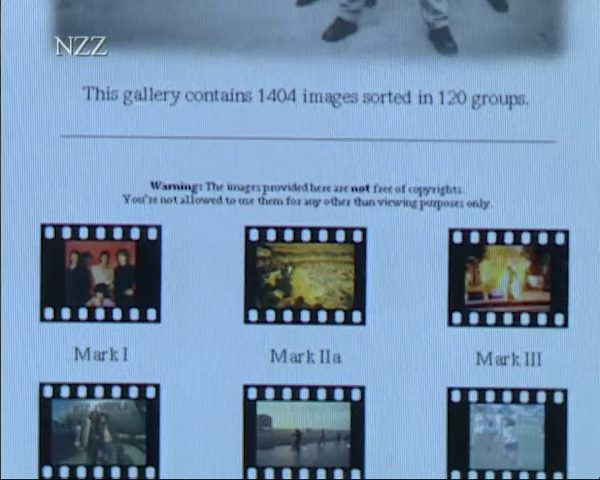 NZZ
This gallery contains 1404 images sorted in 120 groups.
Warning: The images provided here are not free of copyrights.
You're not allowed to use them for any other than viewing purposes only.
Mark I
Mark IIa
Mark III